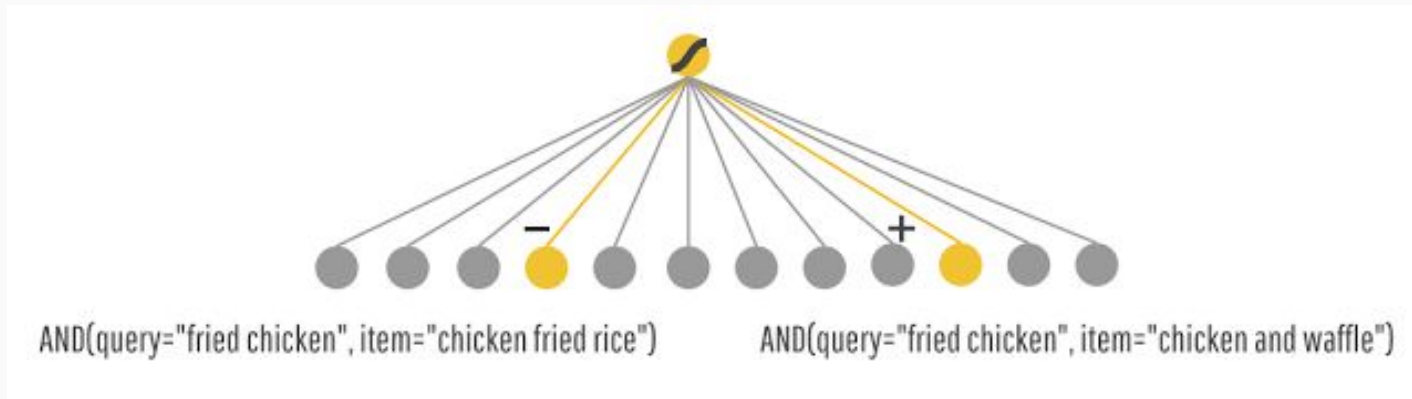 − +
AND(query="fried chicken", item="chicken fried rice") AND(query="fried chicken", item="chicken and waffle")